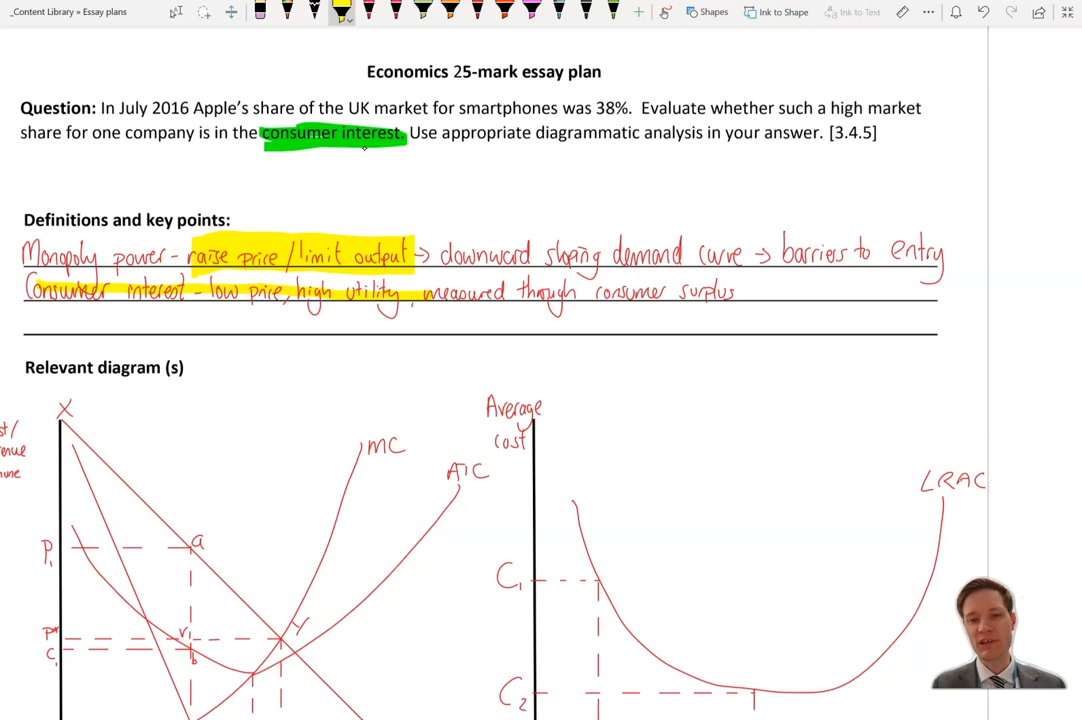 _Content Library » Essay plans
Shapes
Ink to Shape
Ink to Text
Economics 25-mark essay plan
Question: In July 2016 Apple's share of the UK market for smartphones was 38%. Evaluate whether such a high market
share for one company is in the consumer interest. Use appropriate diagrammatic analysis in your answer. [3.4.5]
Definitions and key points:
Monopoly power - raise price / limit output → downward sloping demand curve → barriers to entry
Consumer interest - low price, high utility, measured through consumer surplus
Relevant diagram (s)
X
MC
ATC
a
P1
P*
C1
V
b
Y
Average
cost
LRAC
C1
C2